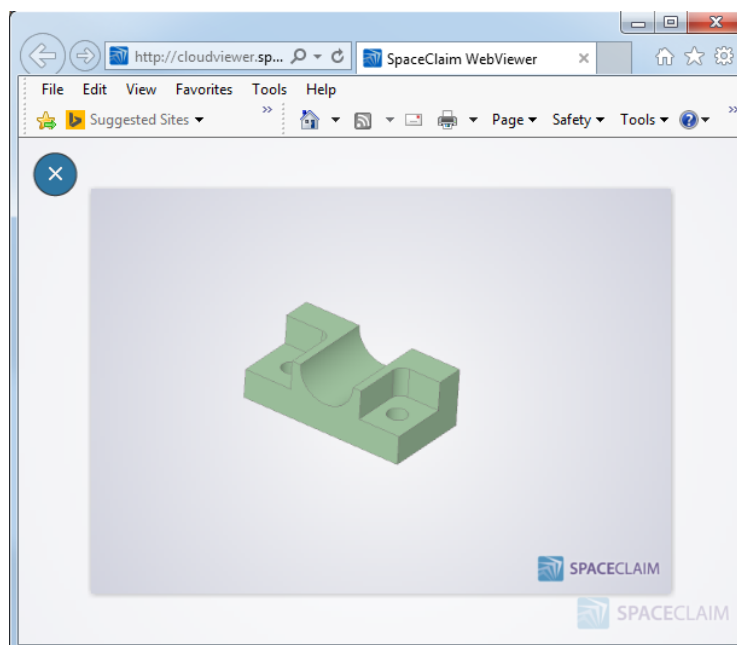 http://cloudviewer.sp...
SpaceClaim WebViewer
File Edit View Favorites Tools Help
Suggested Sites Page Safety Tools
SPACECLAIM
SPACECLAIM